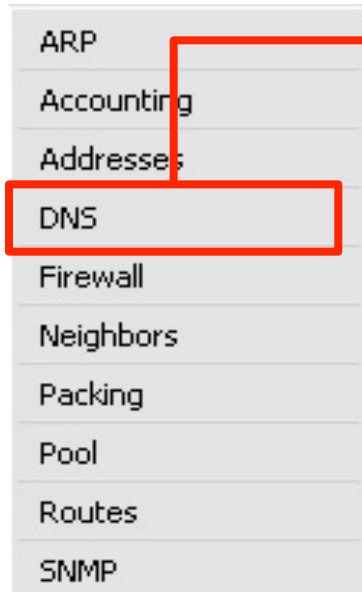 ARP
Accounting
Addresses
DNS
Firewall
Neighbors
Packing
Pool
Routes
SNMP